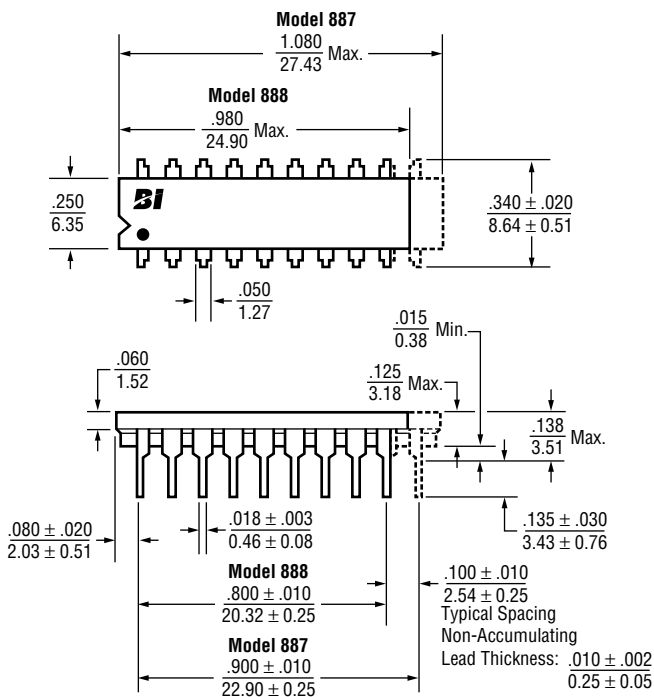 Model 887
1.080
27.43 Max.
Model 888
.980
24.90 Max.
.250
6.35
BI
.340 ± .020
8.64 ± 0.51
.050
1.27
.015
0.38 Min.
.060
1.52
.125
3.18 Max.
.138
3.51 Max.
.080 ± .020
2.03 ± 0.51
.018 ± .003
0.46 ± 0.08
.135 ± .030
3.43 ± 0.76
Model 888
.800 ± .010
20.32 ± 0.25
.100 ± .010
2.54 ± 0.25
Typical Spacing
Non-Accumulating
Model 887
.900 ± .010
22.90 ± 0.25
Lead Thickness: .010 ± .002
0.25 ± 0.05